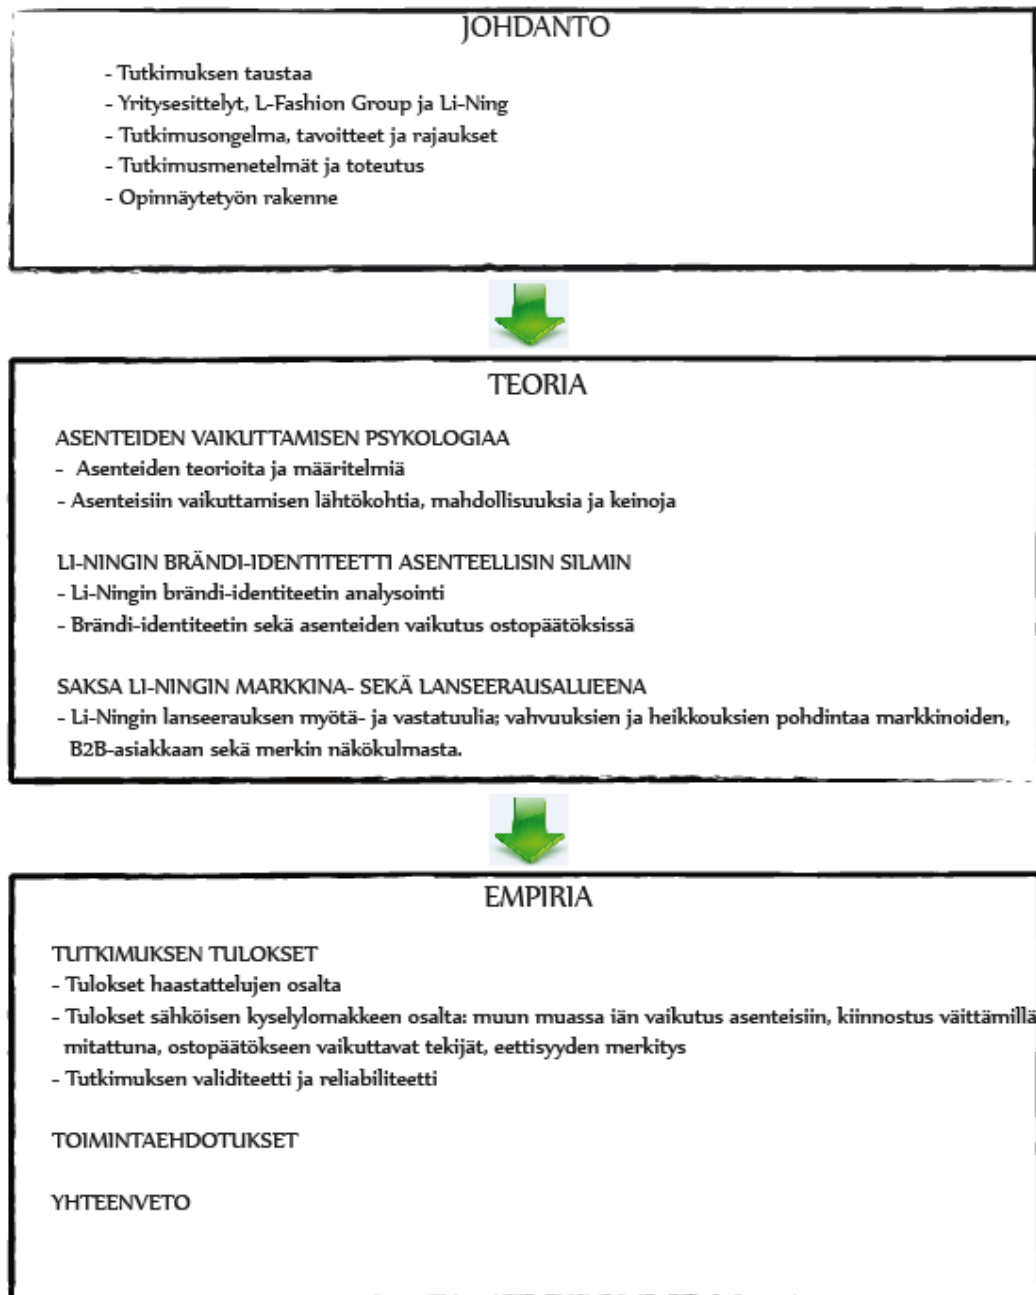 JOHDANTO
- Tutkimuksen taustaa
- Yritysesittelyt, L-Fashion Group ja Li-Ning
- Tutkimusongelma, tavoitteet ja rajaukset
- Tutkimusmenetelmät ja toteutus
- Opinnäytetyön rakenne
TEORIA
ASENTEIDEN VAIKUTTAMISEN PSYKOLOGIAA
- Asenteiden teorioita ja määritelmiä
- Asenteisiin vaikuttamisen lähtökohtia, mahdollisuuksia ja keinoja
LI-NINGIN BRÄNDI-IDENTITEETTI ASENTEELLISIN SILMIN
- Li-Ningin brändi-identiteetin analysointi
- Brändi-identiteetin sekä asenteiden vaikutus ostopäätöksissä
SAKSA LI-NINGIN MARKKINA- SEKÄ LANSEERAUSALUEENA
- Li-Ningin lanseerauksen myötä- ja vastatuulia; vahvuuksien ja heikkouksien pohdintaa markkinoiden,
B2B-asiakkaan sekä merkin näkökulmasta.
EMPIRIA
TUTKIMUKSEN TULOKSET
- Tulokset haastattelujen osalta
- Tulokset sähköisen kyselylomakkeen osalta: muun muassa iän vaikutus asenteisiin, kiinnostus väittämillä
mitattuna, ostopäätökseen vaikuttavat tekijät, eettisyyden merkitys
- Tutkimuksen validiteetti ja reliabiliteetti
TOIMINTAEHDOTUKSET
YHTEENVETO